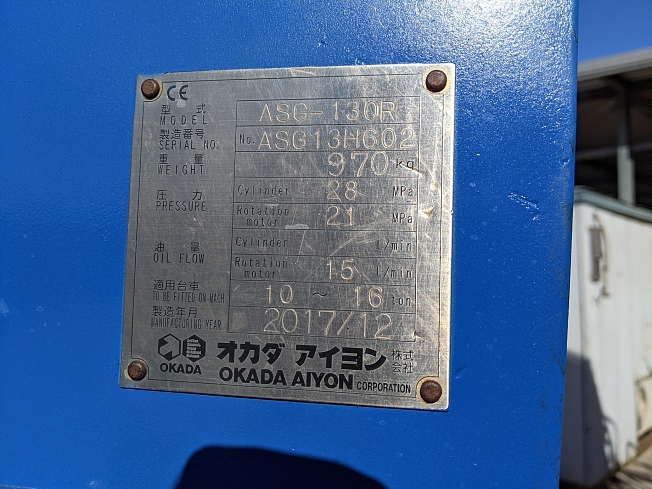 CE
型式 ASG-130R
MODEL
製造番号 No. ASG13H602
SERIAL NO.
重量 970 kg
WEIGHT
圧力 Cylinder 28 MPa
PRESSURE Rotation motor 21 MPa
油量 Cylinder / L/min
OIL FLOW Rotation motor 15 L/min
適用台車 10 ~ 16 ton
TO BE FITTED ON MACH
製造年月 2017/12
MANUFACTURING YEAR
オカダ アイヨン 株式会社
OKADA OKADA AIYON CORPORATION